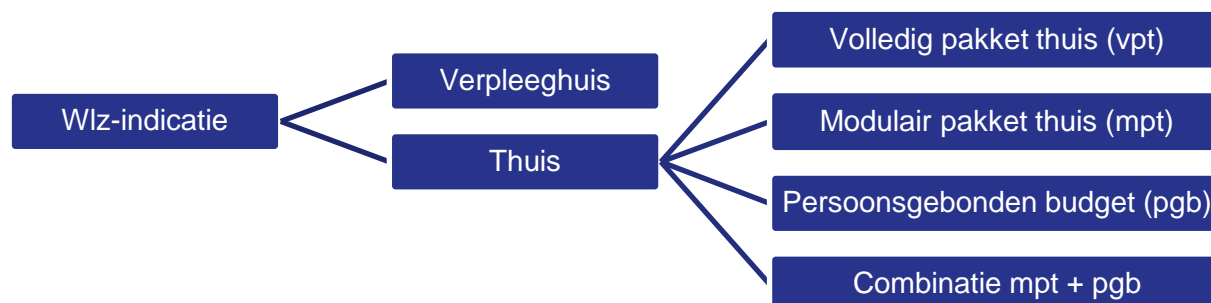 Wlz-indicatie
Verpleeghuis
Thuis
Volledig pakket thuis (vpt)
Modulair pakket thuis (mpt)
Persoonsgebonden budget (pgb)
Combinatie mpt + pgb